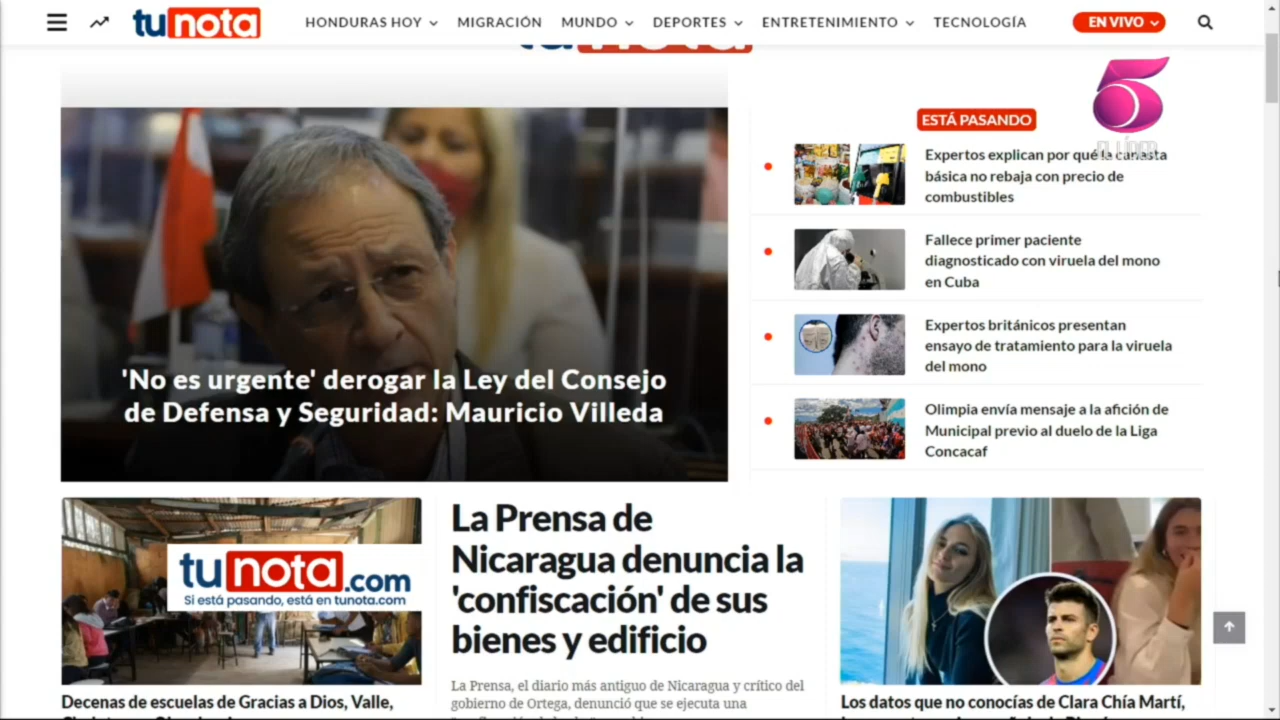 tunota
HONDURAS HOY
MIGRACIÓN
MUNDO
DEPORTES
ENTRETENIMIENTO
TECNOLOGÍA
EN VIVO
5
EL LÍDER
'No es urgente' derogar la Ley del Consejo
de Defensa y Seguridad: Mauricio Villeda
ESTÁ PASANDO
Expertos explican por qué la canasta
básica no rebaja con precio de
combustibles
Fallece primer paciente
diagnosticado con viruela del mono
en Cuba
Expertos británicos presentan
ensayo de tratamiento para la viruela
del mono
Olimpia envía mensaje a la afición de
Municipal previo al duelo de la Liga
Concacaf
tunota.com
Si está pasando, está en tunota.com
Decenas de escuelas de Gracias a Dios, Valle,
La Prensa de
Nicaragua denuncia la
'confiscación' de sus
bienes y edificio
La Prensa, el diario más antiguo de Nicaragua y crítico del
gobierno de Ortega, denunció que se ejecuta una
Los datos que no conocías de Clara Chía Martí,